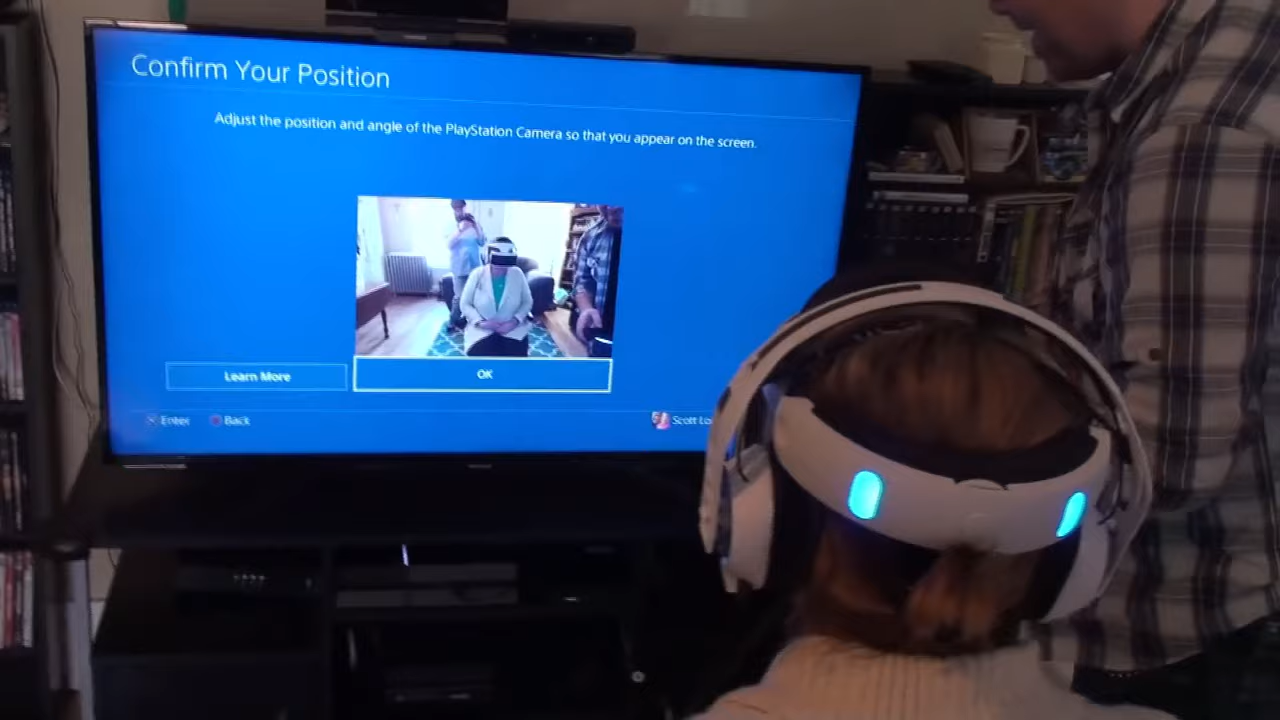 Confirm Your Position
Adjust the position and angle of the PlayStation Camera so that you appear on the screen.
Learn More
OK
Enter
Back
Scott